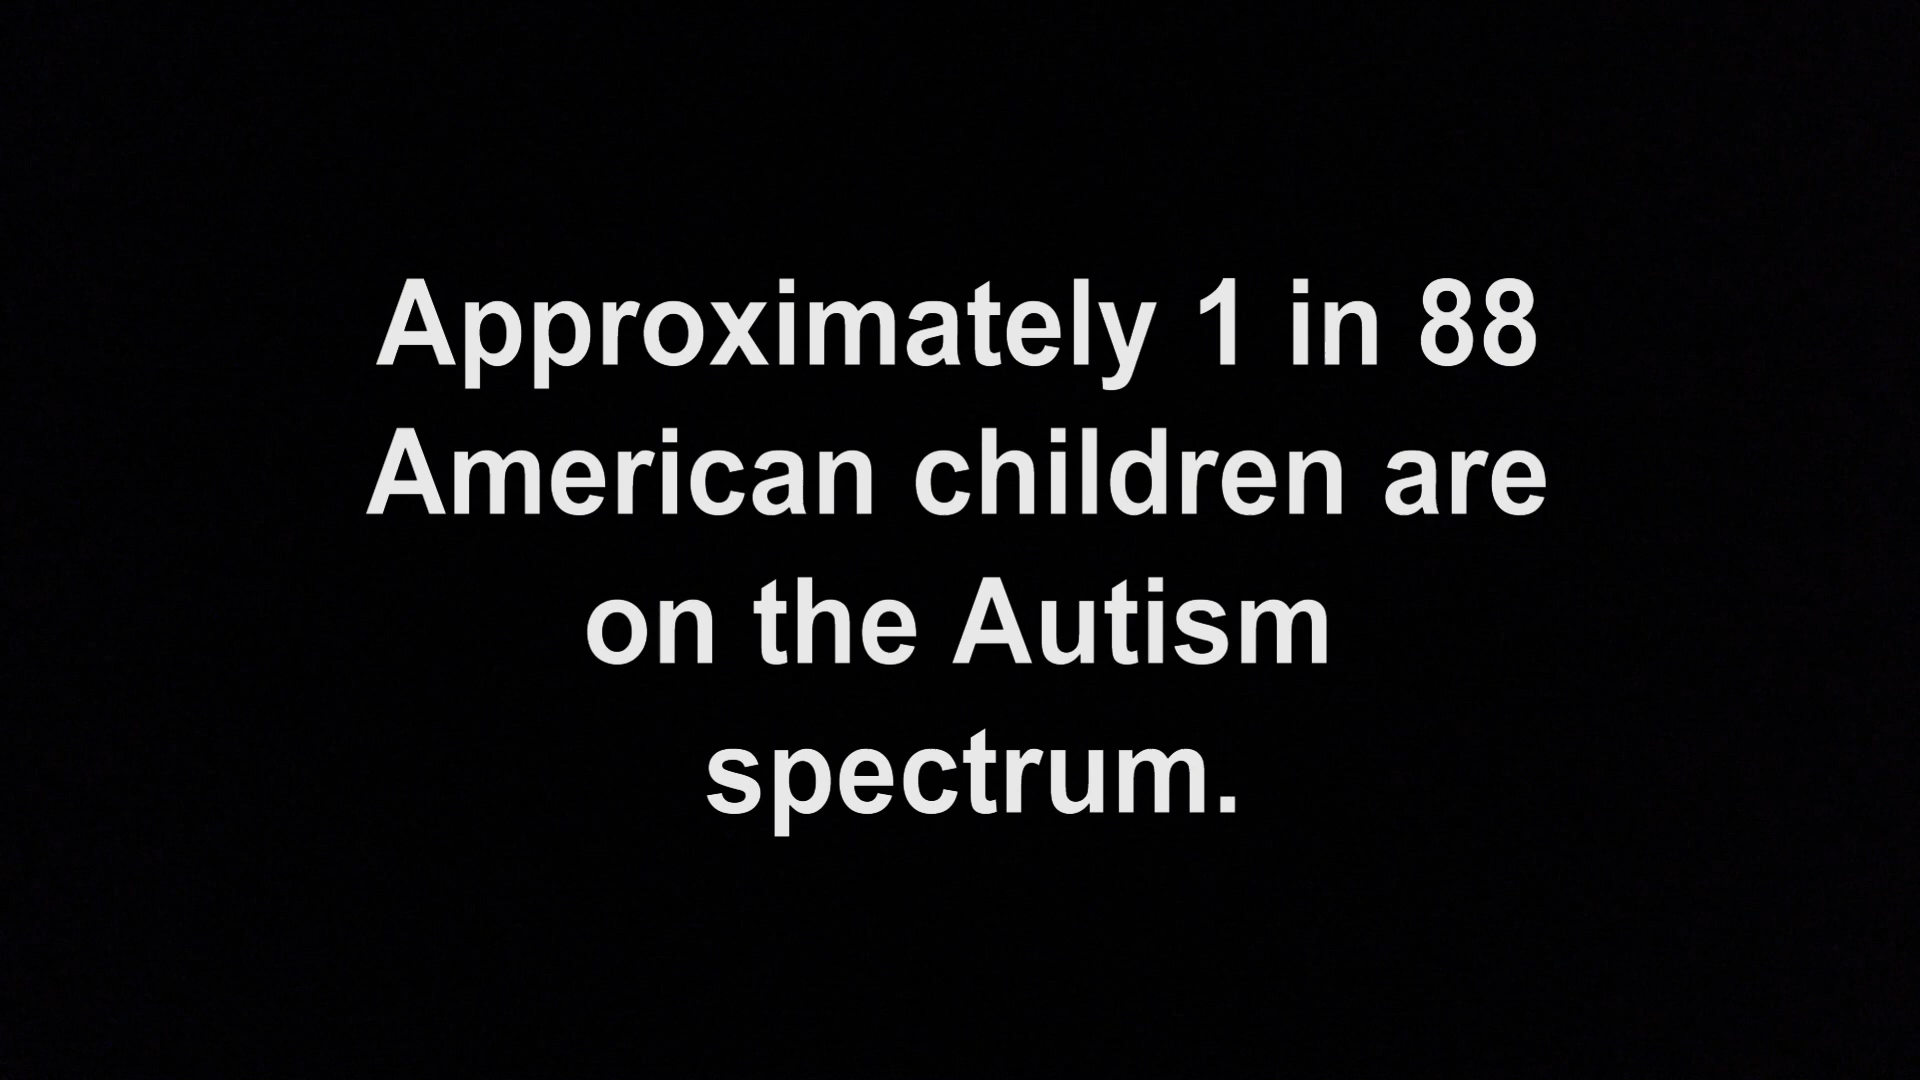 Approximately 1 in 88
American children are
on the Autism
spectrum.